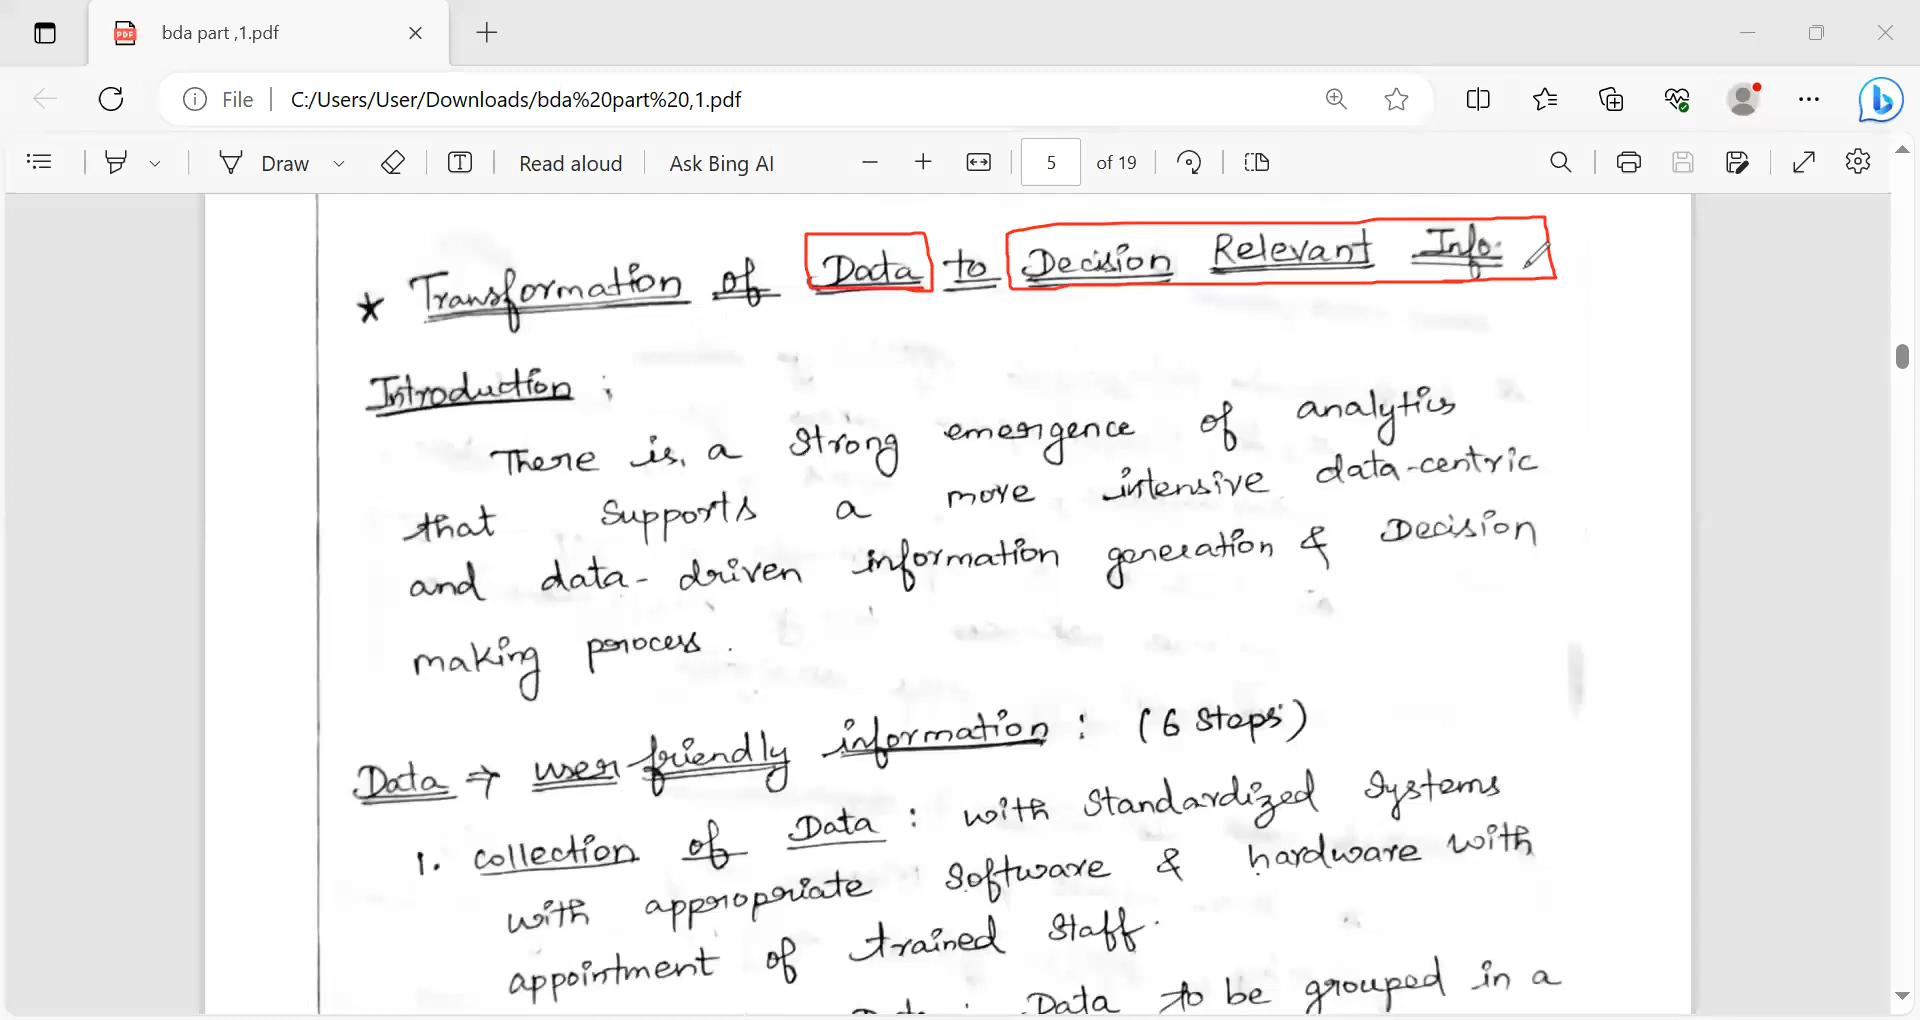 bda part ,1.pdf
File C:/Users/User/Downloads/bda%20part%20,1.pdf
Draw Read aloud Ask Bing AI 5 of 19
★ Transformation of Data to Decision Relevant Info.
Introduction :
There is a strong emergence of analytics
that supports a more intensive data-centric
and data-driven information generation & Decision
making process.
Data ⇒ user-friendly information : (6 Steps)
1. collection of Data : with standardized systems
with appropriate software & hardware with
appointment of trained staff.
Data to be grouped in a